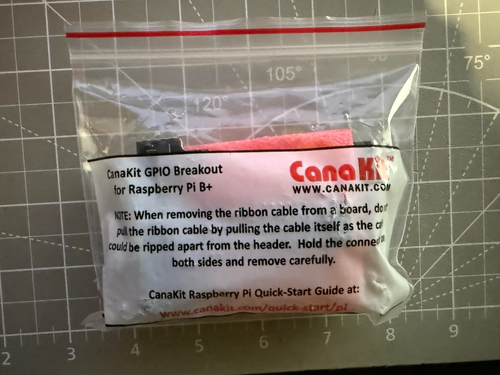 105°
75°
120°
CanaKit GPIO Breakout
for Raspberry Pi B+
CanaKit™
WWW.CANAKIT.COM
NOTE: When removing the ribbon cable from a board, do
pull the ribbon cable by pulling the cable itself as the
could be ripped apart from the header. Hold the
both sides and remove carefully.
CanaKit Raspberry Pi Quick-Start Guide at:
www.canakit.com/quick-start/pi
2 3 4 5 6 7 8 9